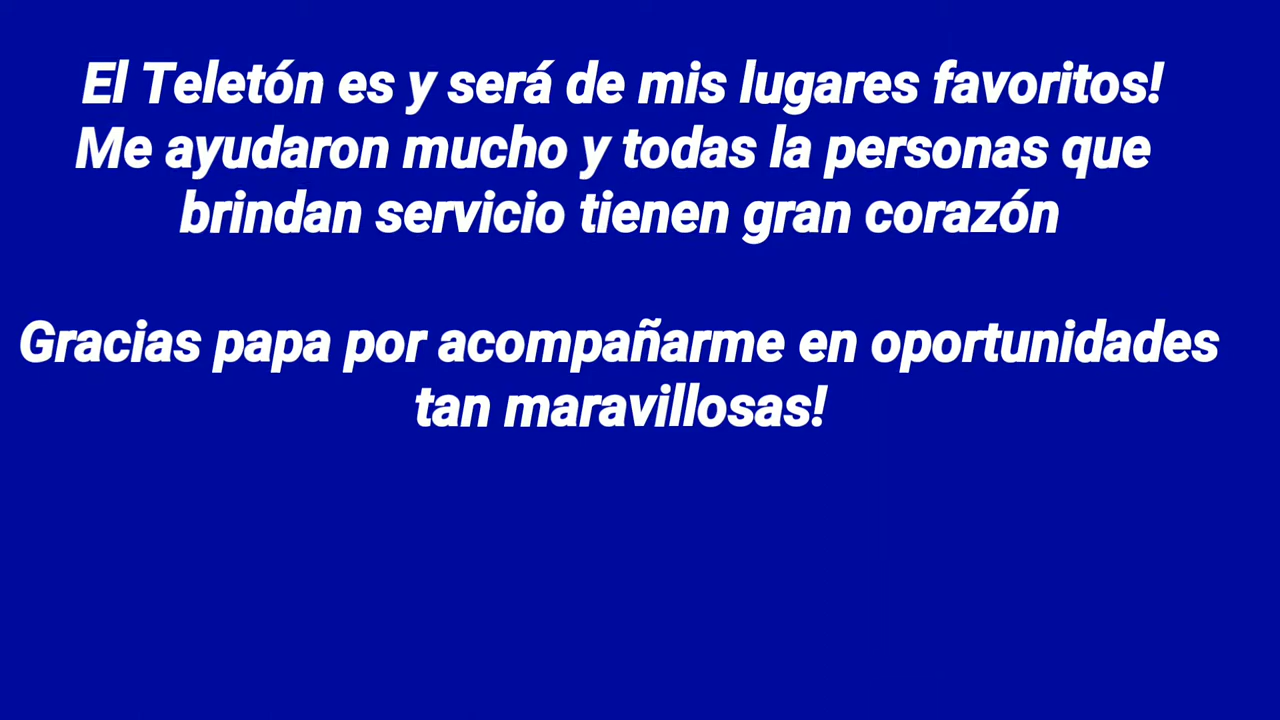 El Teletón es y será de mis lugares favoritos!
Me ayudaron mucho y todas la personas que
brindan servicio tienen gran corazón
Gracias papa por acompañarme en oportunidades
tan maravillosas!